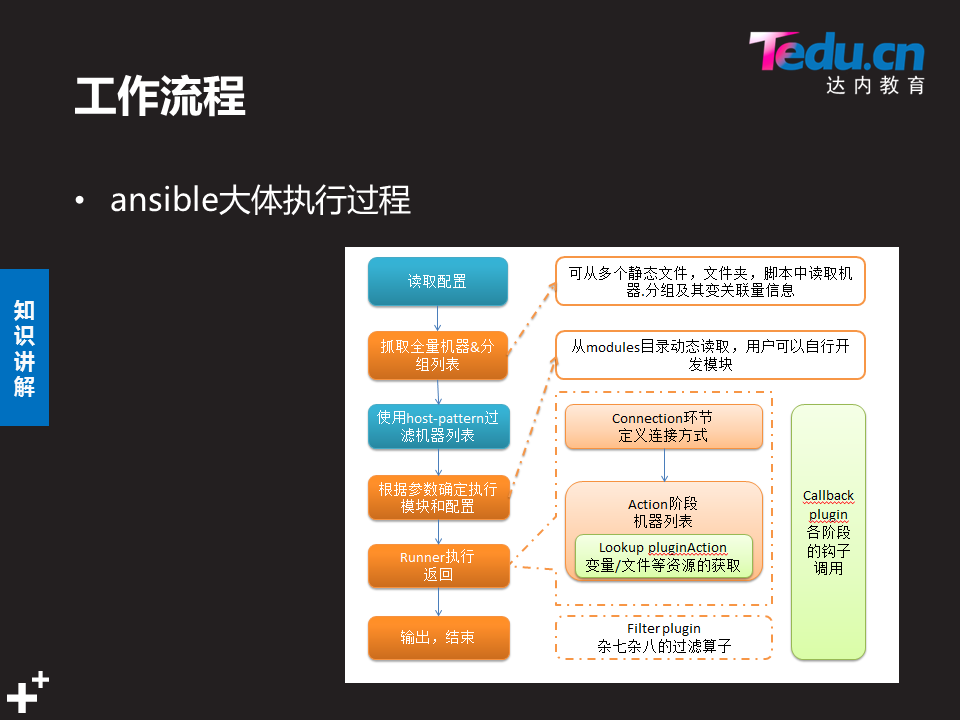 Tedu.cn
达内教育
工作流程
• ansible大体执行过程
知
识
讲
解
读取配置
抓取全量机器&分
组列表
使用host-pattern过
滤机器列表
根据参数确定执行
模块和配置
Runner执行
返回
输出，结束
可从多个静态文件，文件夹，脚本中读取机
器.分组及其变关联量信息
从modules目录动态读取，用户可以自行开
发模块
Connection环节
定义连接方式
Action阶段
机器列表
Lookup pluginAction
变量/文件等资源的获取
Filter plugin
杂七杂八的过滤算子
Callback
plugin
各阶段
的钩子
调用